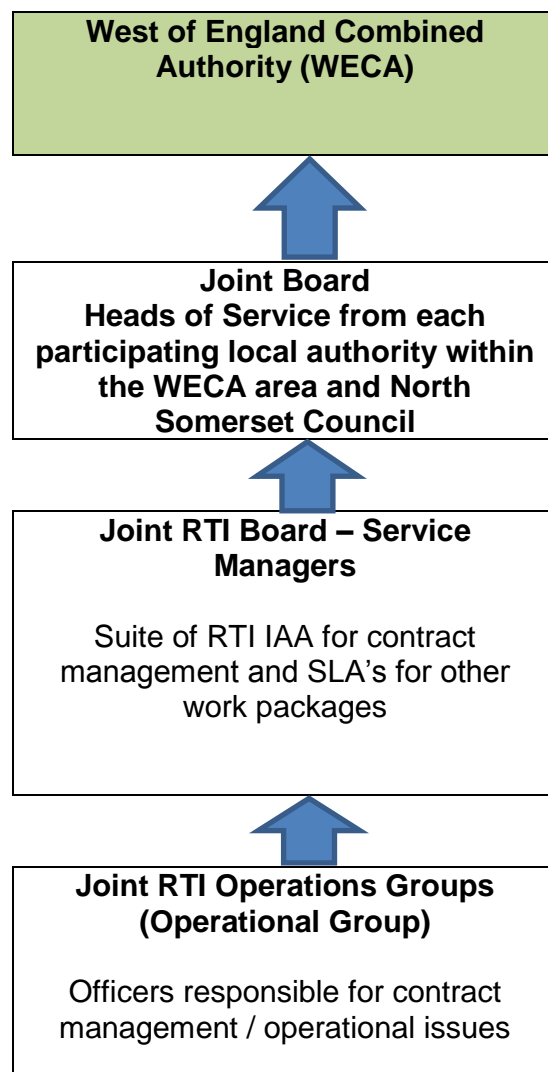 West of England Combined
Authority (WECA)
Joint Board
Heads of Service from each
participating local authority within
the WECA area and North
Somerset Council
Joint RTI Board – Service
Managers
Suite of RTI IAA for contract
management and SLA's for other
work packages
Joint RTI Operations Groups
(Operational Group)
Officers responsible for contract
management / operational issues